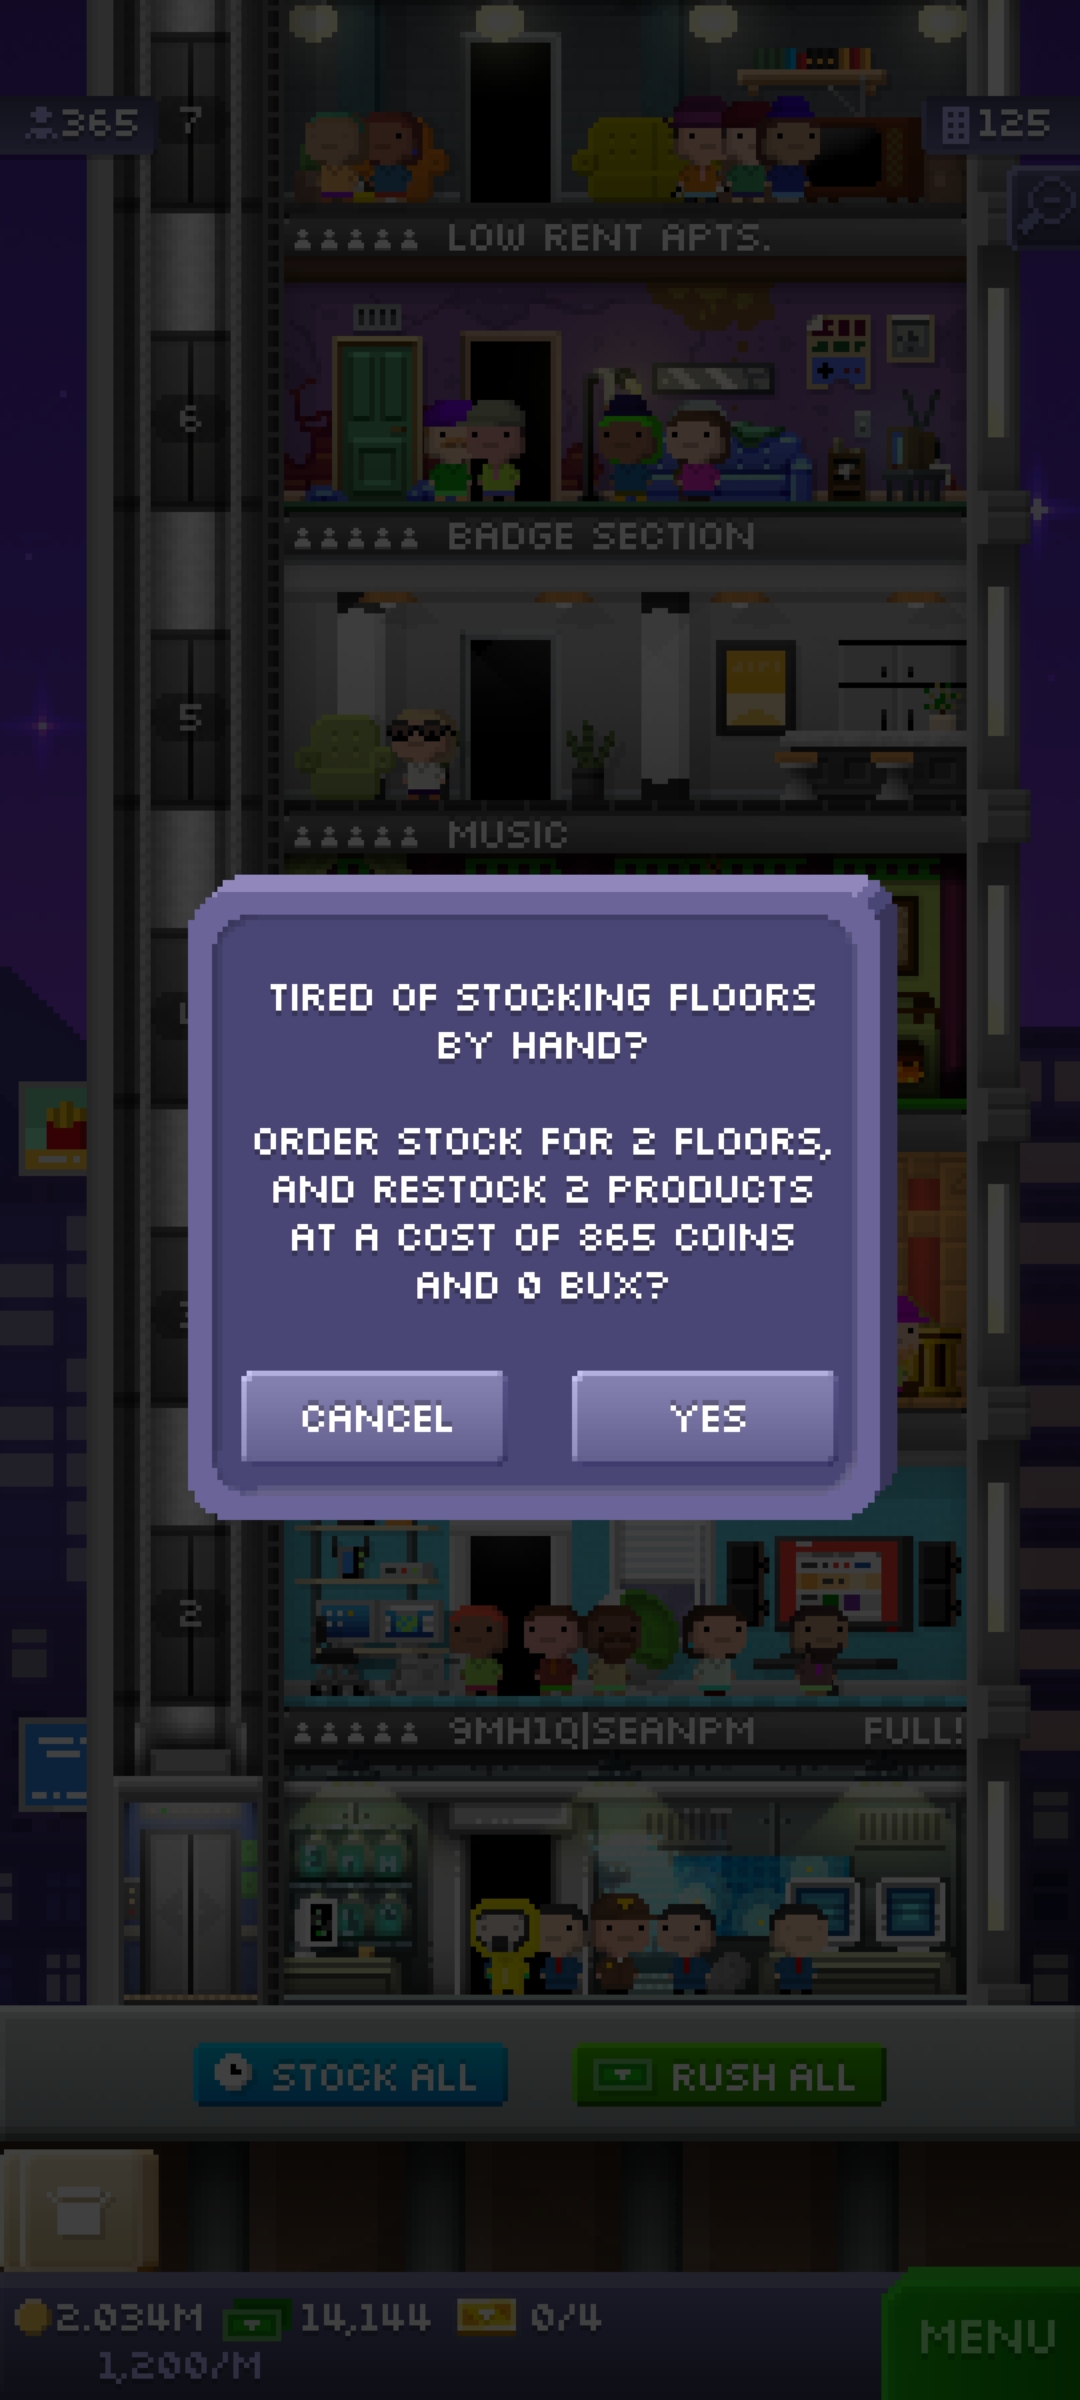 365
7
125
LOW RENT APTS.
6
BADGE SECTION
5
MUSIC
TIRED OF STOCKING FLOORS
BY HAND?
ORDER STOCK FOR 2 FLOORS,
AND RESTOCK 2 PRODUCTS
AT A COST OF 865 COINS
AND 0 BUX?
CANCEL
YES
2
9MH1Q|SEANPM
FULL!
STOCK ALL
RUSH ALL
2.034M
14,144
0/4
1,200/M
MENU